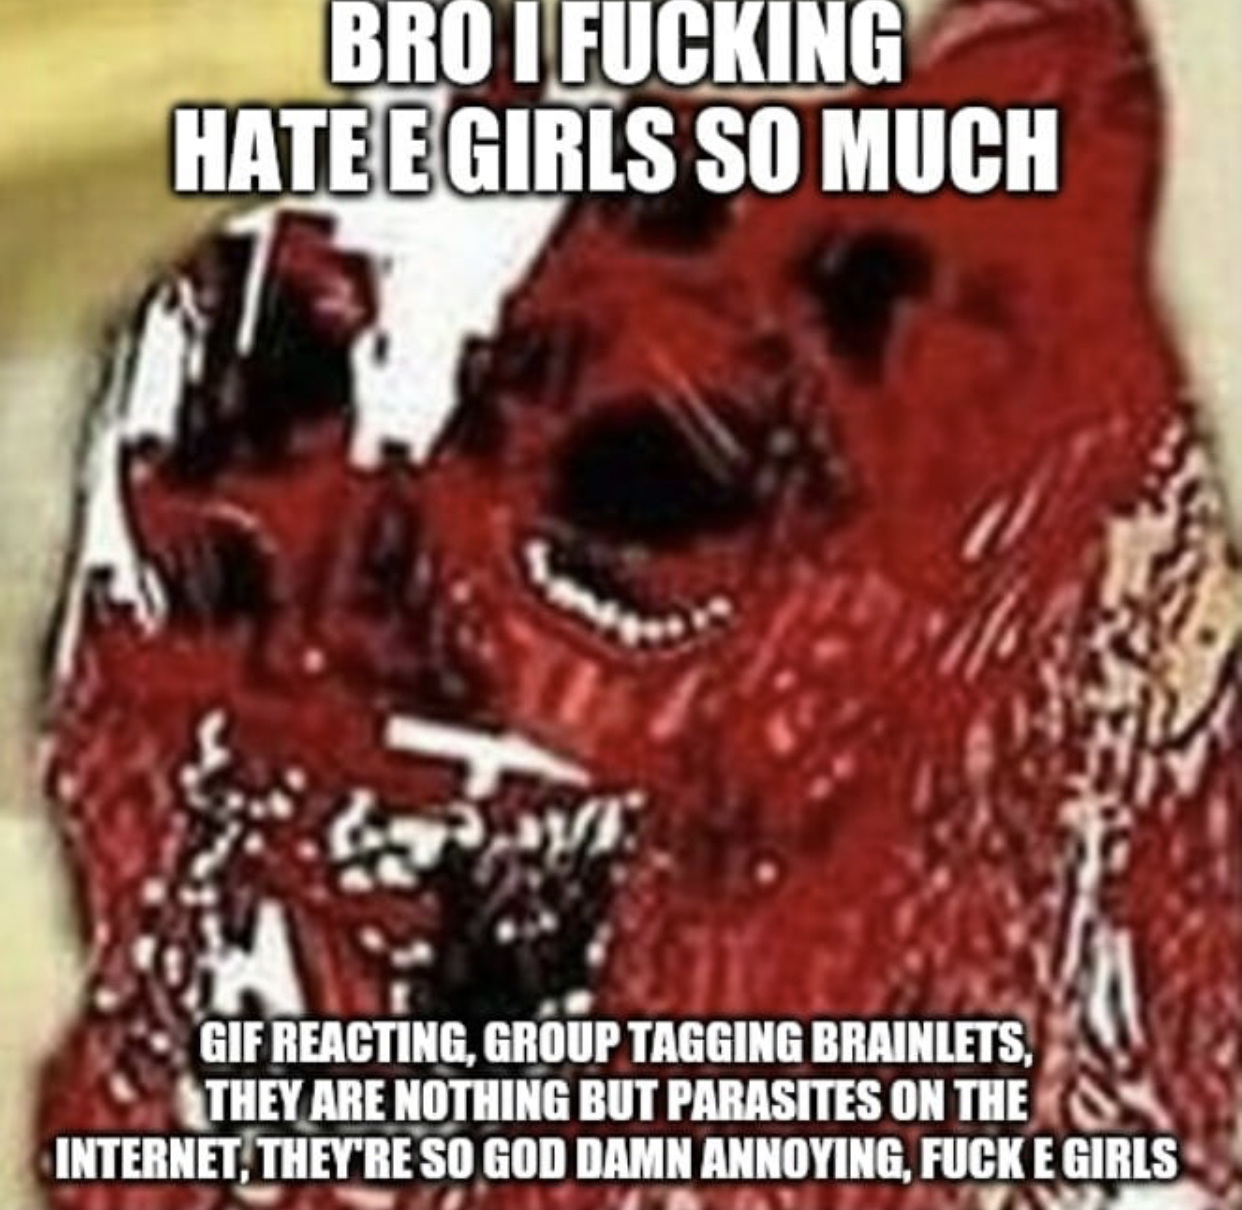 BRO I FUCKING
HATE E GIRLS SO MUCH
GIF REACTING, GROUP TAGGING BRAINLETS,
THEY ARE NOTHING BUT PARASITES ON THE
INTERNET, THEY'RE SO GOD DAMN ANNOYING, FUCK E GIRLS